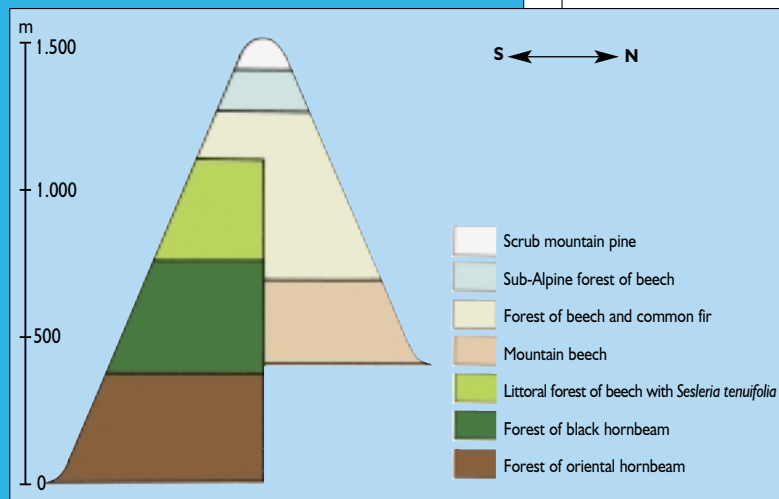 m
1.500
S N
1.000
500
0
Scrub mountain pine
Sub-Alpine forest of beech
Forest of beech and common fir
Mountain beech
Littoral forest of beech with Sesleria tenuifolia
Forest of black hornbeam
Forest of oriental hornbeam